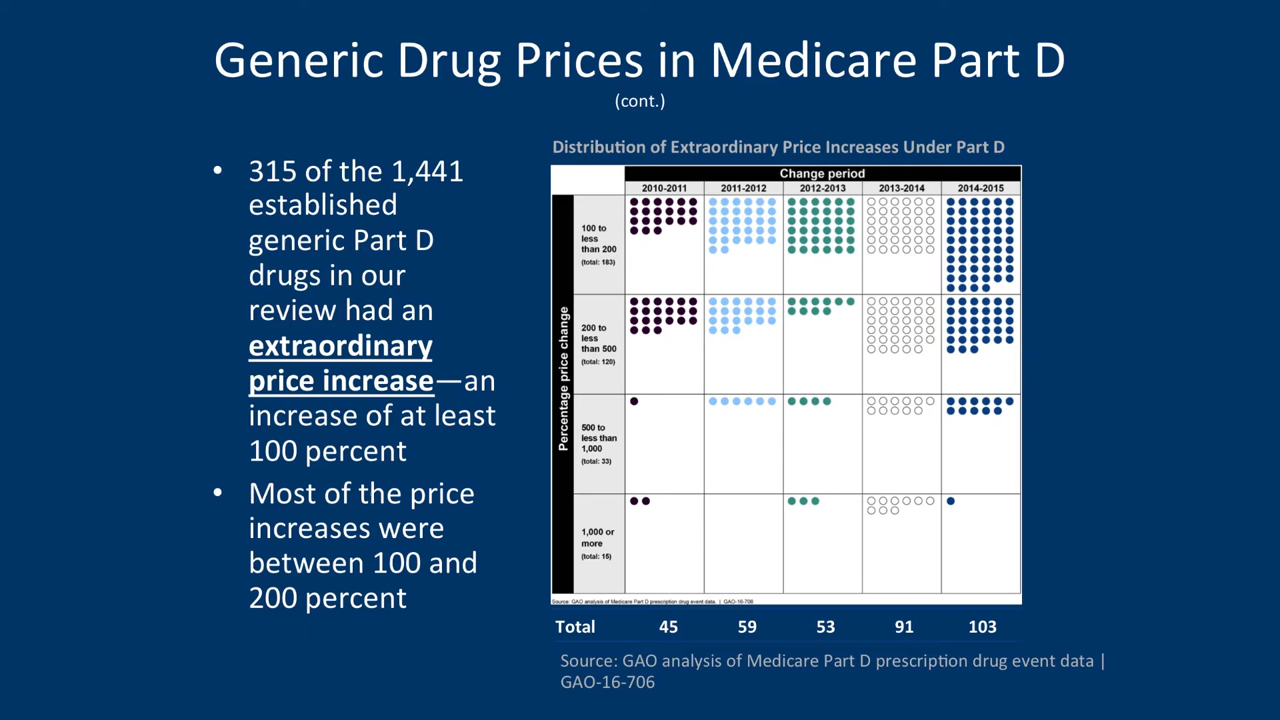 Generic Drug Prices in Medicare Part D
(cont.)
• 315 of the 1,441
established
generic Part D
drugs in our
review had an
extraordinary
price increase—an
increase of at least
100 percent
• Most of the price
increases were
between 100 and
200 percent
Distribution of Extraordinary Price Increases Under Part D
Change period
2010-2011 2011-2012 2012-2013 2013-2014 2014-2015
Percentage price change
100 to
less
than 200
(total: 183)
200 to
less
than 500
(total: 120)
500 to
less than
1,000
(total: 33)
1,000 or
more
(total: 15)
Source: GAO analysis of Medicare Part D prescription drug event data. | GAO-16-706
Total 45 59 53 91 103
Source: GAO analysis of Medicare Part D prescription drug event data |
GAO-16-706